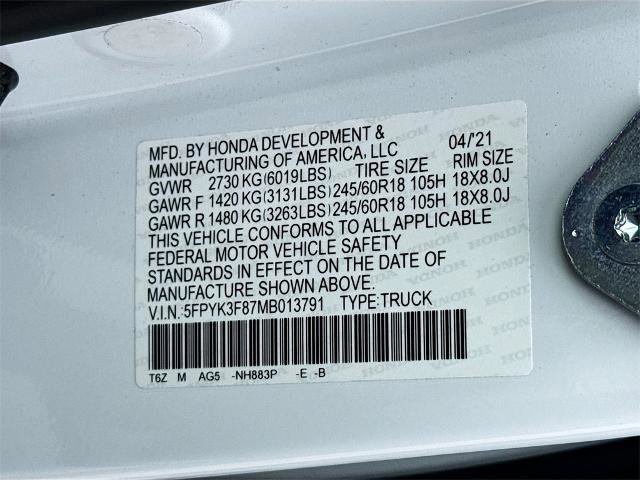 MFD. BY HONDA DEVELOPMENT &
MANUFACTURING OF AMERICA, LLC 04/'21
GVWR 2730 KG(6019LBS) TIRE SIZE RIM SIZE
GAWR F 1420 KG(3131LBS) 245/60R18 105H 18X8.0J
GAWR R 1480 KG(3263LBS) 245/60R18 105H 18X8.0J
THIS VEHICLE CONFORMS TO ALL APPLICABLE
FEDERAL MOTOR VEHICLE SAFETY
STANDARDS IN EFFECT ON THE DATE OF
MANUFACTURE SHOWN ABOVE.
V.I.N.:5FPYK3F87MB013791 TYPE:TRUCK
T6Z M AG5 -NH883P -E -B